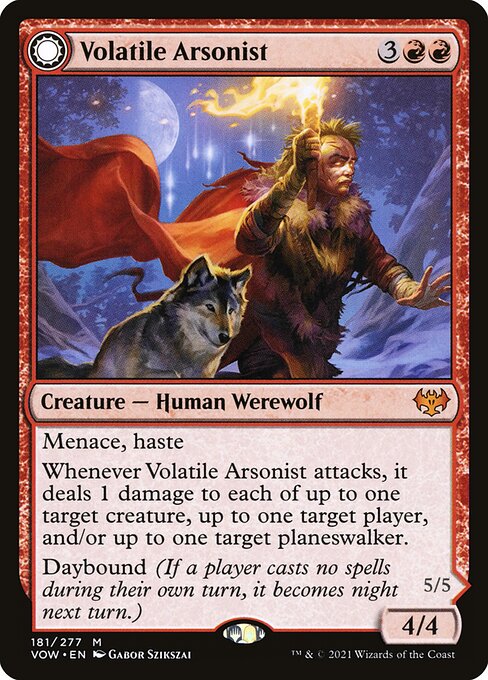 Volatile Arsonist 3
Creature — Human Werewolf
Menace, haste
Whenever Volatile Arsonist attacks, it
deals 1 damage to each of up to one
target creature, up to one target player,
and/or up to one target planeswalker.
Daybound (If a player casts no spells
during their own turn, it becomes night
next turn.)
5/5
4/4
181/277 M
VOW • EN Gabor Szikszai
™ & © 2021 Wizards of the Coast